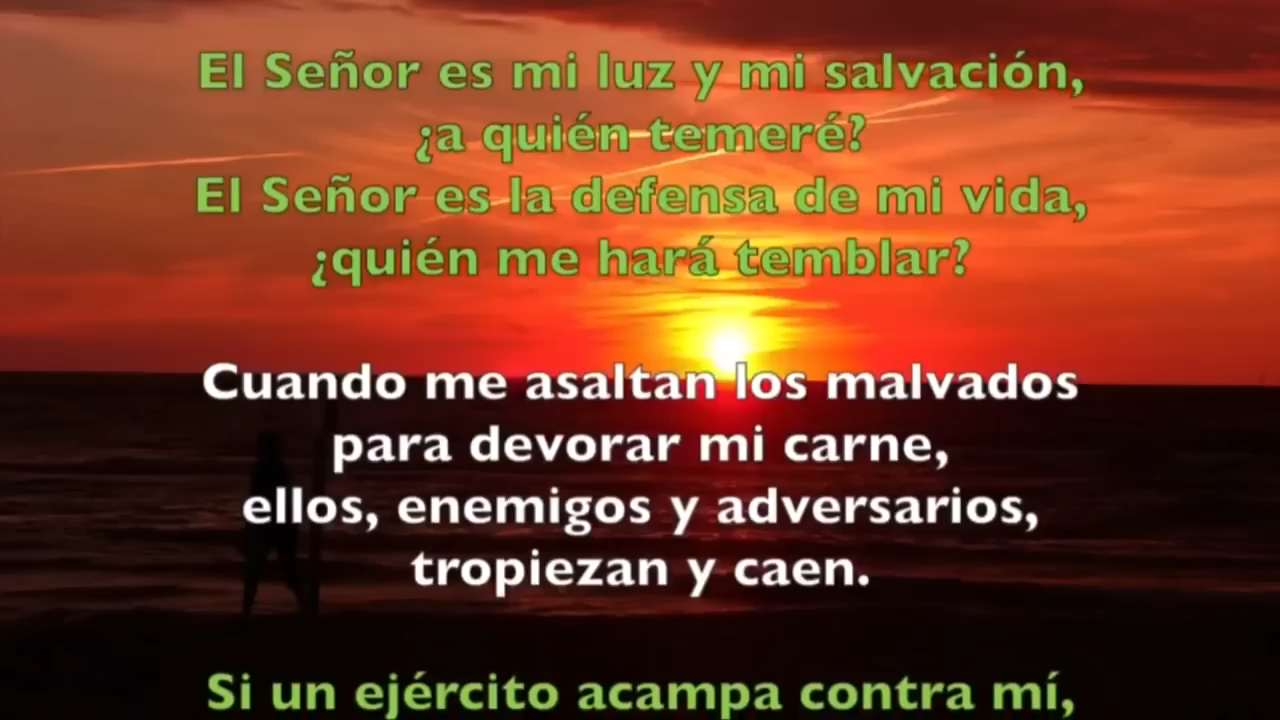 El Señor es mi luz y mi salvación,
¿a quién temeré?
El Señor es la defensa de mi vida,
¿quién me hará temblar?
Cuando me asaltan los malvados
para devorar mi carne,
ellos, enemigos y adversarios,
tropiezan y caen.
Si un ejército acampa contra mí,